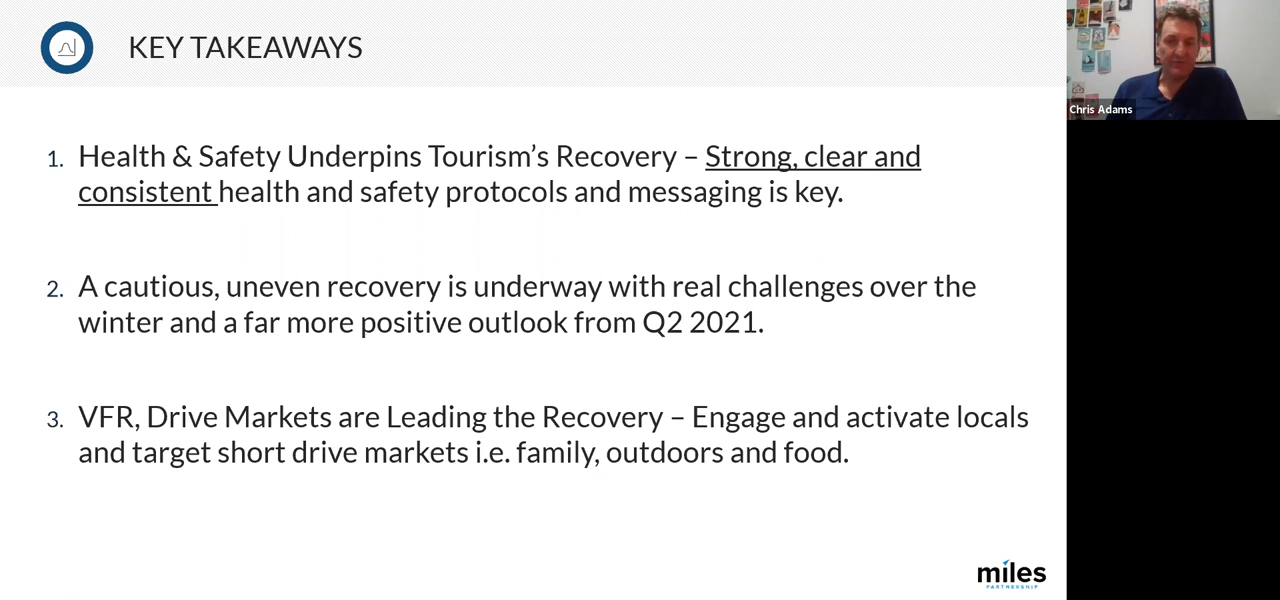 KEY TAKEAWAYS
1. Health & Safety Underpins Tourism’s Recovery – Strong, clear and
consistent health and safety protocols and messaging is key.
2. A cautious, uneven recovery is underway with real challenges over the
winter and a far more positive outlook from Q2 2021.
3. VFR, Drive Markets are Leading the Recovery – Engage and activate locals
and target short drive markets i.e. family, outdoors and food.
miles
PARTNERSHIP
Chris Adams